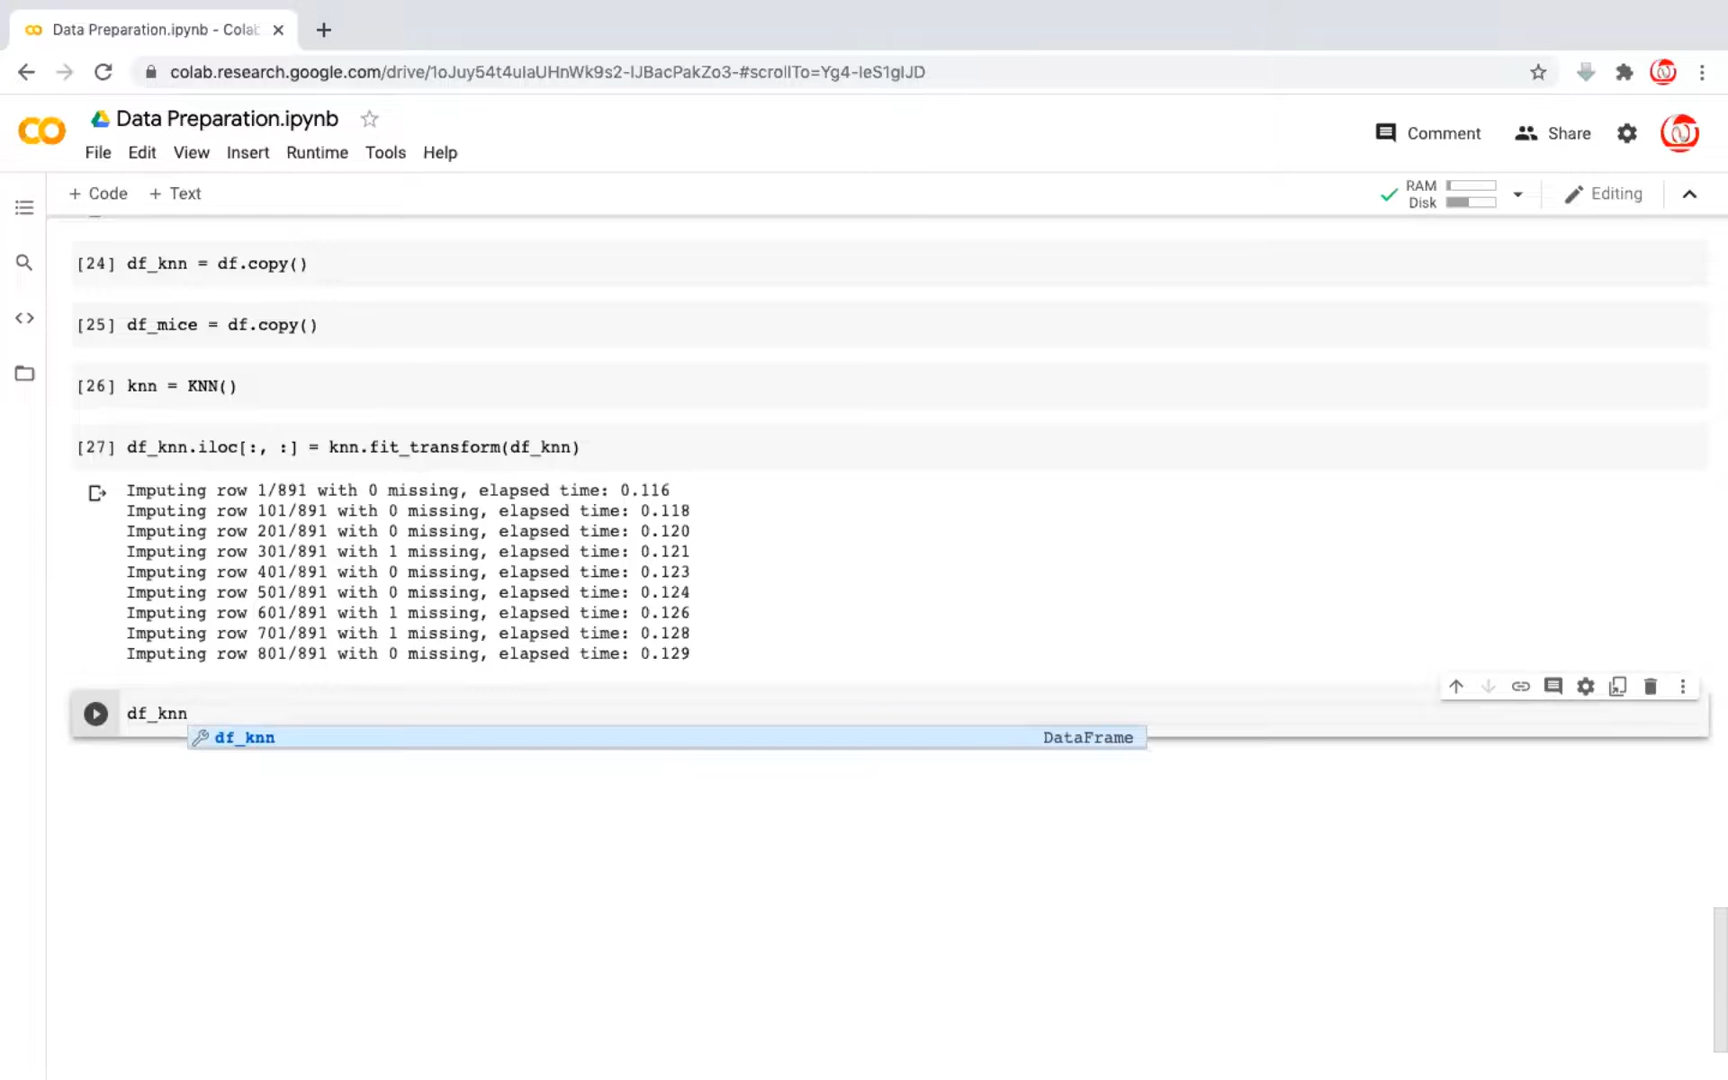 Data Preparation.ipynb - Cola
colab.research.google.com/drive/1oJuy54t4ulaUHnWk9s2-IJBacPakZo3-#scrollTo=Yg4-leS1gIJD
Data Preparation.ipynb
File Edit View Insert Runtime Tools Help
Comment Share
+ Code + Text
RAM
Disk
Editing
[24] df_knn = df.copy()
[25] df_mice = df.copy()
[26] knn = KNN()
[27] df_knn.iloc[:, :] = knn.fit_transform(df_knn)
Imputing row 1/891 with 0 missing, elapsed time: 0.116
Imputing row 101/891 with 0 missing, elapsed time: 0.118
Imputing row 201/891 with 0 missing, elapsed time: 0.120
Imputing row 301/891 with 1 missing, elapsed time: 0.121
Imputing row 401/891 with 0 missing, elapsed time: 0.123
Imputing row 501/891 with 0 missing, elapsed time: 0.124
Imputing row 601/891 with 1 missing, elapsed time: 0.126
Imputing row 701/891 with 1 missing, elapsed time: 0.128
Imputing row 801/891 with 0 missing, elapsed time: 0.129
df_knn
df_knn DataFrame